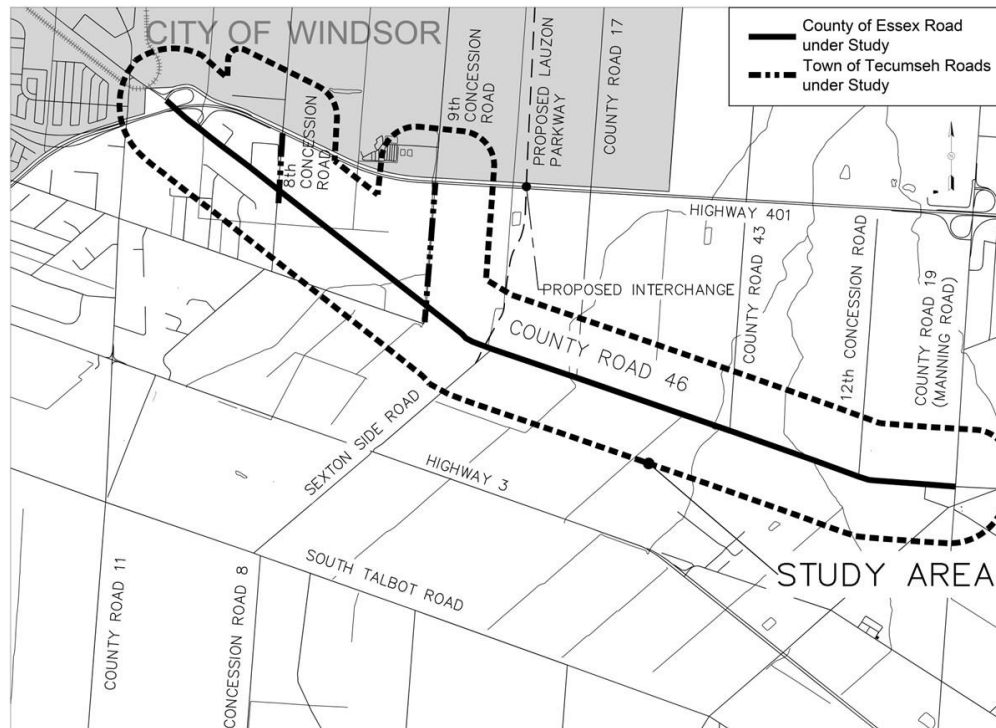 CITY OF WINDSOR
County of Essex Road
under Study
Town of Tecumseh Roads
under Study
8th
CONCESSION
ROAD
9th
CONCESSION
ROAD
PROPOSED LAUZON
PARKWAY
COUNTY ROAD 17
HIGHWAY 401
PROPOSED INTERCHANGE
COUNTY ROAD 43
12th CONCESSION ROAD
COUNTY ROAD 19
(MANNING ROAD)
COUNTY ROAD 46
SEXTON SIDE ROAD
HIGHWAY 3
SOUTH TALBOT ROAD
STUDY AREA
COUNTY ROAD 11
CONCESSION ROAD 8